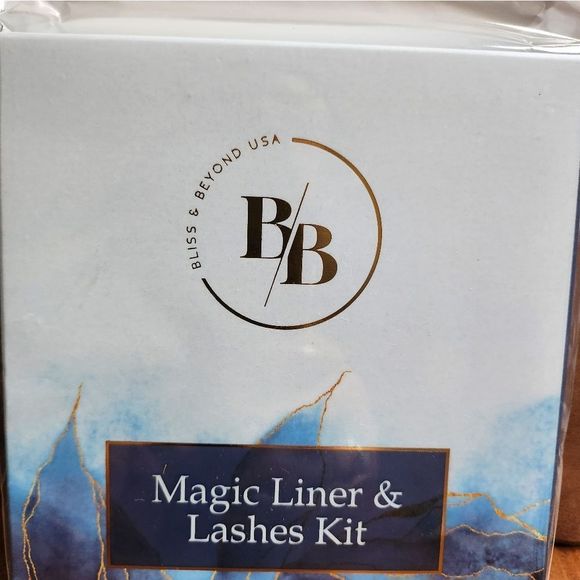 BLISS & BEYOND USA
B/B
Magic Liner &
Lashes Kit